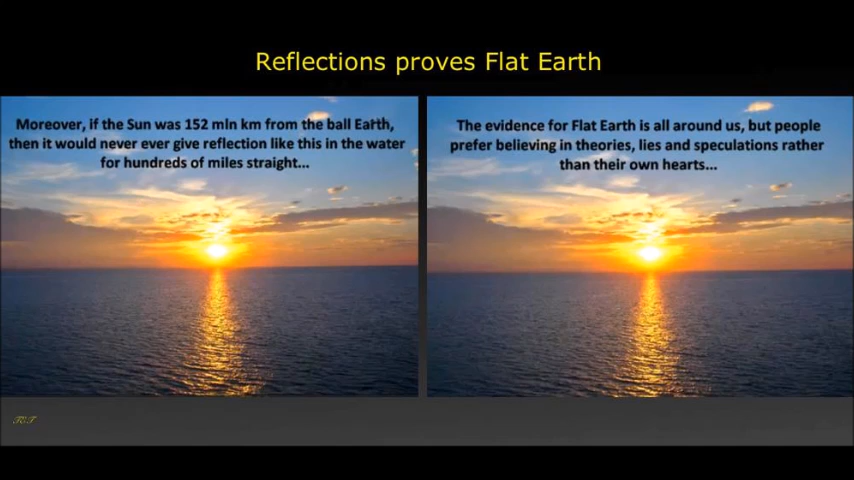 Reflections proves Flat Earth
Moreover, if the Sun was 152 mln km from the ball Earth,
then it would never ever give reflection like this in the water
for hundreds of miles straight...
The evidence for Flat Earth is all around us, but people
prefer believing in theories, lies and speculations rather
than their own hearts...